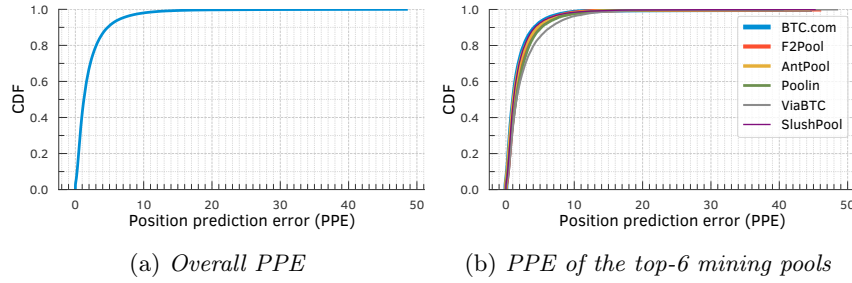 1.0
0.8
0.6
0.4
0.2
0.0
CDF
0 10 20 30 40 50
Position prediction error (PPE)
(a) Overall PPE
1.0
0.8
0.6
0.4
0.2
0.0
CDF
0 10 20 30 40 50
Position prediction error (PPE)
BTC.com
F2Pool
AntPool
Poolin
ViaBTC
SlushPool
(b) PPE of the top-6 mining pools